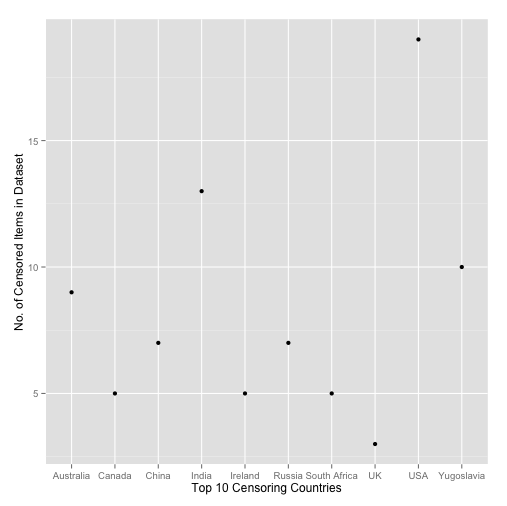 No. of Censored Items in Dataset
15
10
5
Australia Canada China India Ireland Russia South Africa UK USA Yugoslavia
Top 10 Censoring Countries